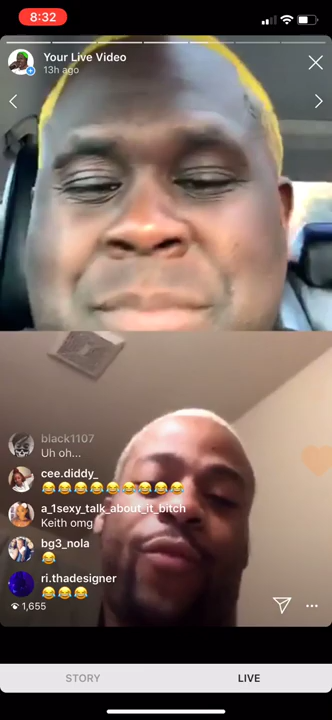 8:32
Your Live Video
13h ago
black1107
Uh oh...
cee.diddy_
😂😂😂😂😂😂😂😂😂
a_1sexy_talk_about_it_bitch
Keith omg
bg3_nola
😂
ri.thadesigner
😂😂😂
1,655
STORY
LIVE